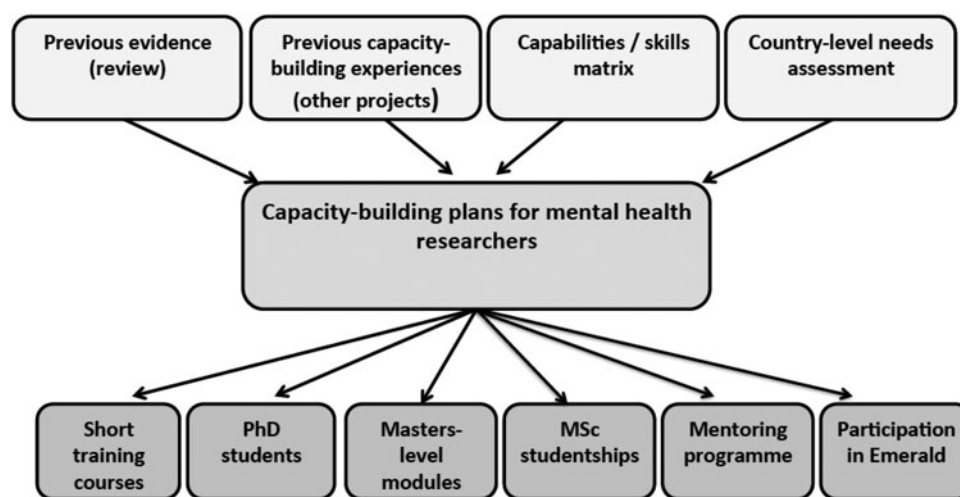 Previous evidence
(review)
Previous capacity-
building experiences
(other projects)
Capabilities / skills
matrix
Country-level needs
assessment
Capacity-building plans for mental health
researchers
Short
training
courses
PhD
students
Masters-
level
modules
MSc
studentships
Mentoring
programme
Participation
in Emerald